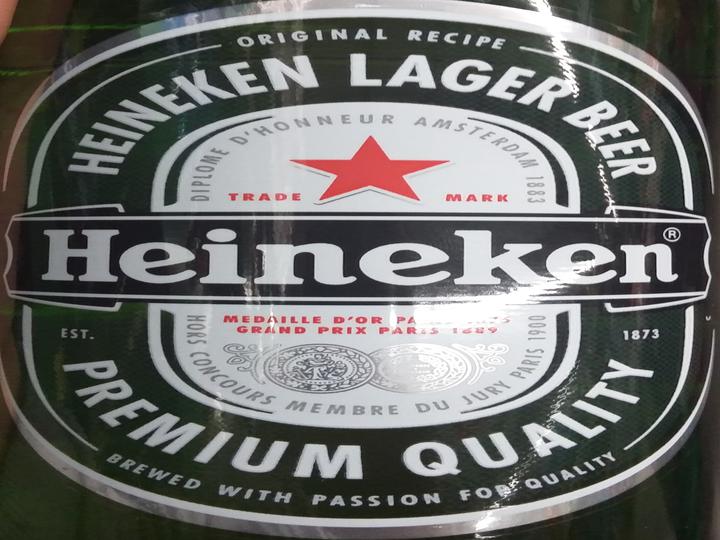 ORIGINAL RECIPE
HEINEKEN LAGER BEER
DIPLOME D'HONNEUR AMSTERDAM 1883
TRADE MARK
Heineken®
MEDAILLE D'OR
GRAND PRIX PARIS 1889
HORS CONCOURS MEMBRE DU JURY PARIS 1900
EST. 1873
PREMIUM QUALITY
BREWED WITH PASSION FOR QUALITY